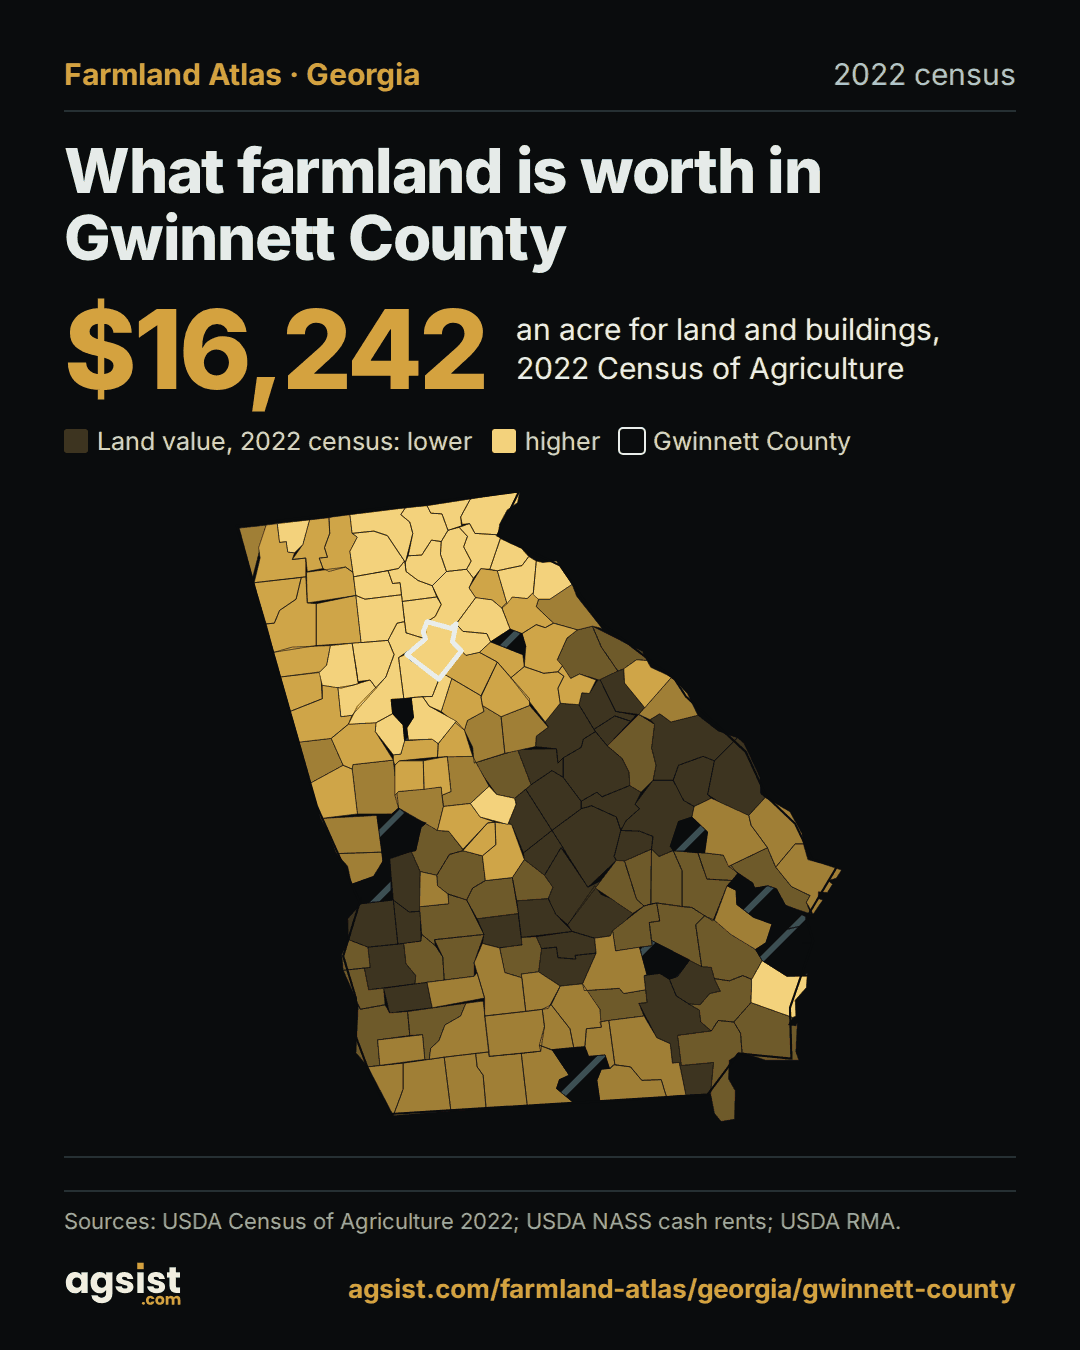 Farmland Atlas · Georgia
2022 census
What farmland is worth in
Gwinnett County
$16,242
an acre for land and buildings,
2022 Census of Agriculture
Land value, 2022 census: lower
higher
Gwinnett County
Sources: USDA Census of Agriculture 2022; USDA NASS cash rents; USDA RMA.
agsist
.com
agsist.com/farmland-atlas/georgia/gwinnett-county